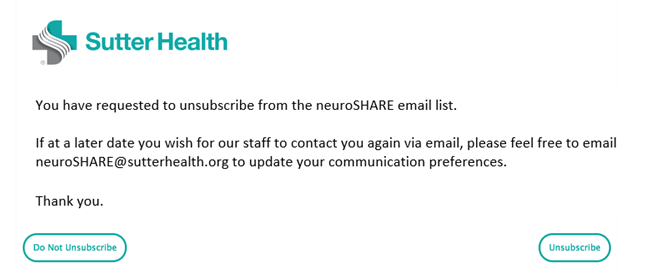 Sutter Health
You have requested to unsubscribe from the neuroSHARE email list.
If at a later date you wish for our staff to contact you again via email, please feel free to email
neuroSHARE@sutterhealth.org to update your communication preferences.
Thank you.
Do Not Unsubscribe
Unsubscribe